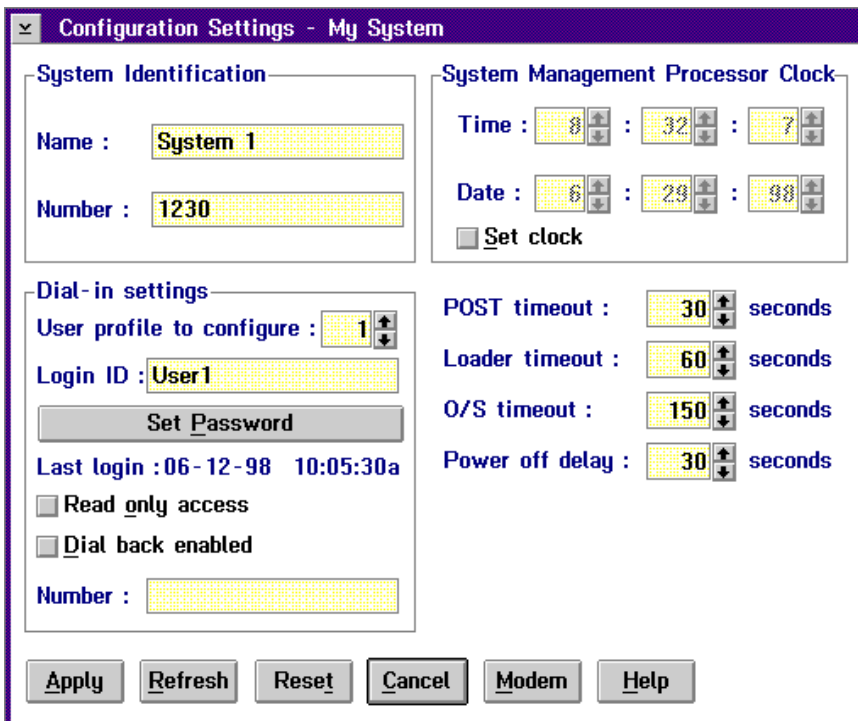 Configuration Settings - My System
System Identification
Name : System 1
Number : 1230
System Management Processor Clock
Time : 8 : 32 : 7
Date : 6 : 29 : 98
Set clock
Dial-in settings
User profile to configure : 1
Login ID : User1
Set Password
Last login :06-12-98 10:05:30a
Read only access
Dial back enabled
Number :
POST timeout : 30 seconds
Loader timeout : 60 seconds
O/S timeout : 150 seconds
Power off delay : 30 seconds
Apply Refresh Reset Cancel Modem Help